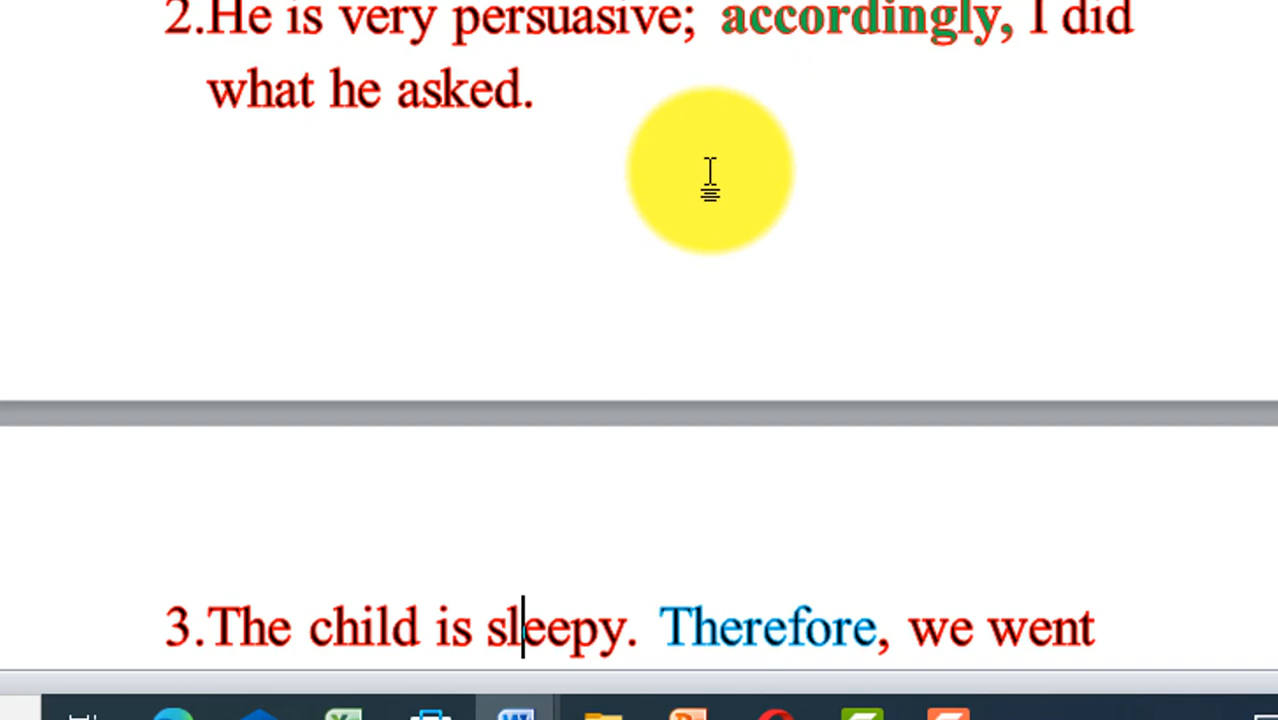 2.He is very persuasive; accordingly, I did
what he asked.
3.The child is sleepy. Therefore, we went